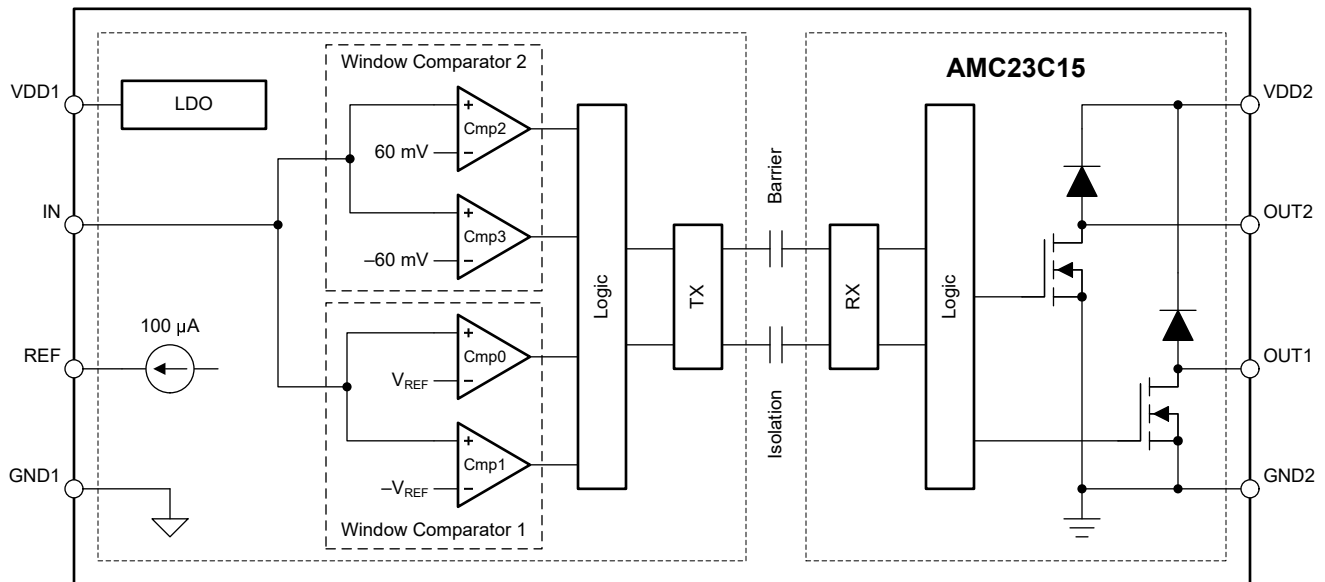 AMC23C15
Window Comparator 2
VDD1
LDO
VDD2
Cmp2
+
−
60 mV
Barrier
IN
OUT2
Cmp3
+
−
–60 mV
Logic
TX
RX
Logic
100 μA
REF
Cmp0
+
−
VREF
OUT1
Isolation
Cmp1
+
−
–VREF
GND1
GND2
Window Comparator 1